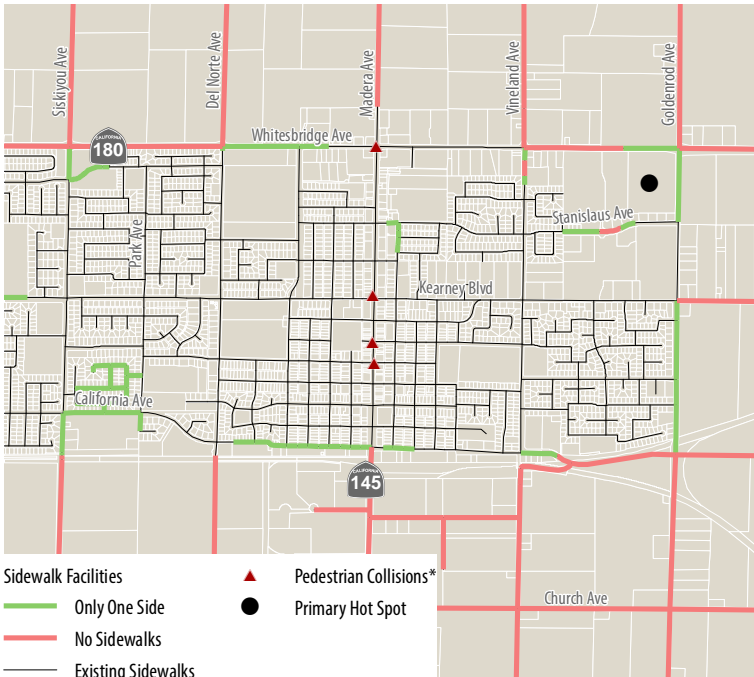 Siskiyou Ave
Del Norte Ave
Madera Ave
Vineland Ave
Goldenrod Ave
Whitesbridge Ave
CALIFORNIA
180
Park Ave
Stanislaus Ave
Kearney Blvd
California Ave
CALIFORNIA
145
Church Ave
Sidewalk Facilities
Only One Side
No Sidewalks
Existing Sidewalks
Pedestrian Collisions*
Primary Hot Spot